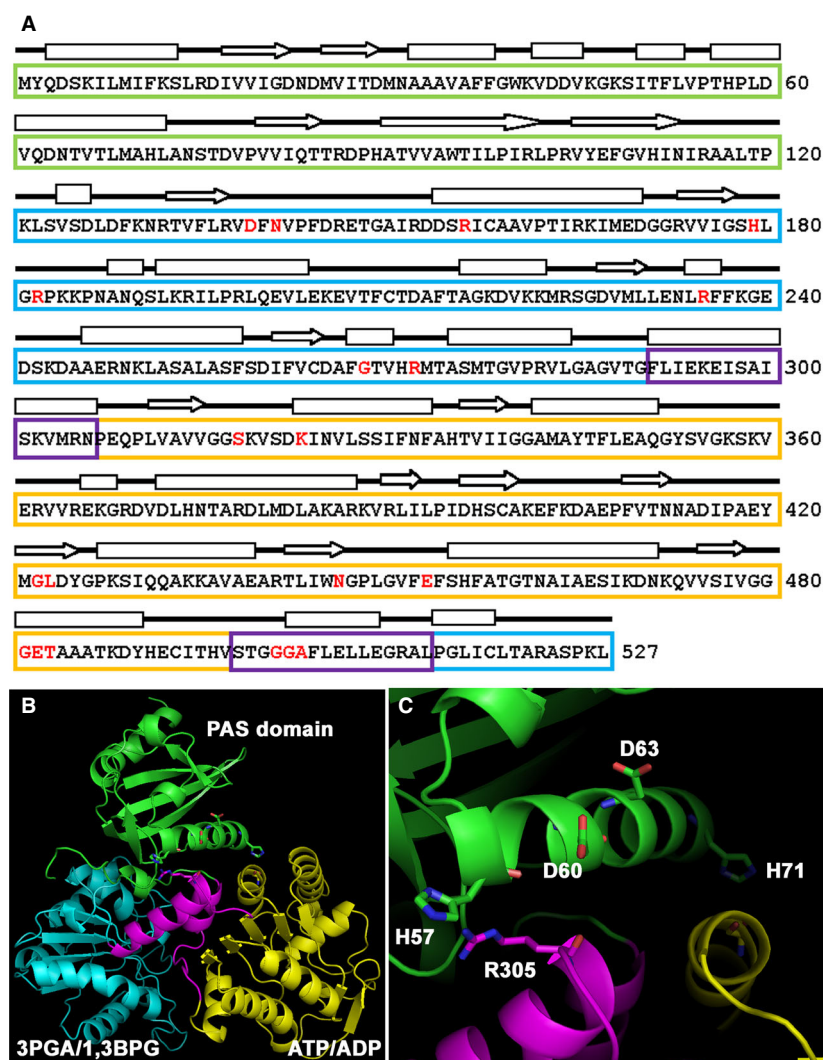 A
MYQDSKILMIFKSLRDIVVIGDNDMVITDMNAAAVAFFGWKVDDVKGKSITFLVPTHPLD 60
VQDNTVTLMAHLANSTDVPVVIQTTRDPHATVVAWTILPIRLPRVYEFGVHINIRAALTP 120
KLSVSDLDFKNRTVFLRVDFNVPFDRETGAIRDDSRICAAVPTIRKIMEDGGRVVIGSHL 180
GRPKKPNANQSLKRILPRLQEVLEKEVTFCTDAFTAGKDVKKMRSGDVMLLENLRFFKGE 240
DSKDAAERNKLASALASFSDIFVCDAFGTVHRMTASMTGVPRVLGAGVTGFLIEKEISAI 300
SKVMRNPEQPLVAVVGGSKVSDKINVLSSIFNFAHTVIIGGAMAYTFLEAQGYSVGKSKV 360
ERVVREKGRDVDLHNTARDLMDLAKARKVRLILPIDHSCAKEFKDAEPFVTNNADIPAEY 420
MGLDYGPKSIQQAKKAVAEARTLIWNGPLGVFEFSHFATGTNAIAESIKDNKQVVSIVGG 480
GETAAATKDYHECITHVSTGGGAFLELLEGRALPGLICLTARASPKL 527
B
PAS domain
3PGA/1,3BPG
ATP/ADP
C
D63
D60
H71
H57
R305